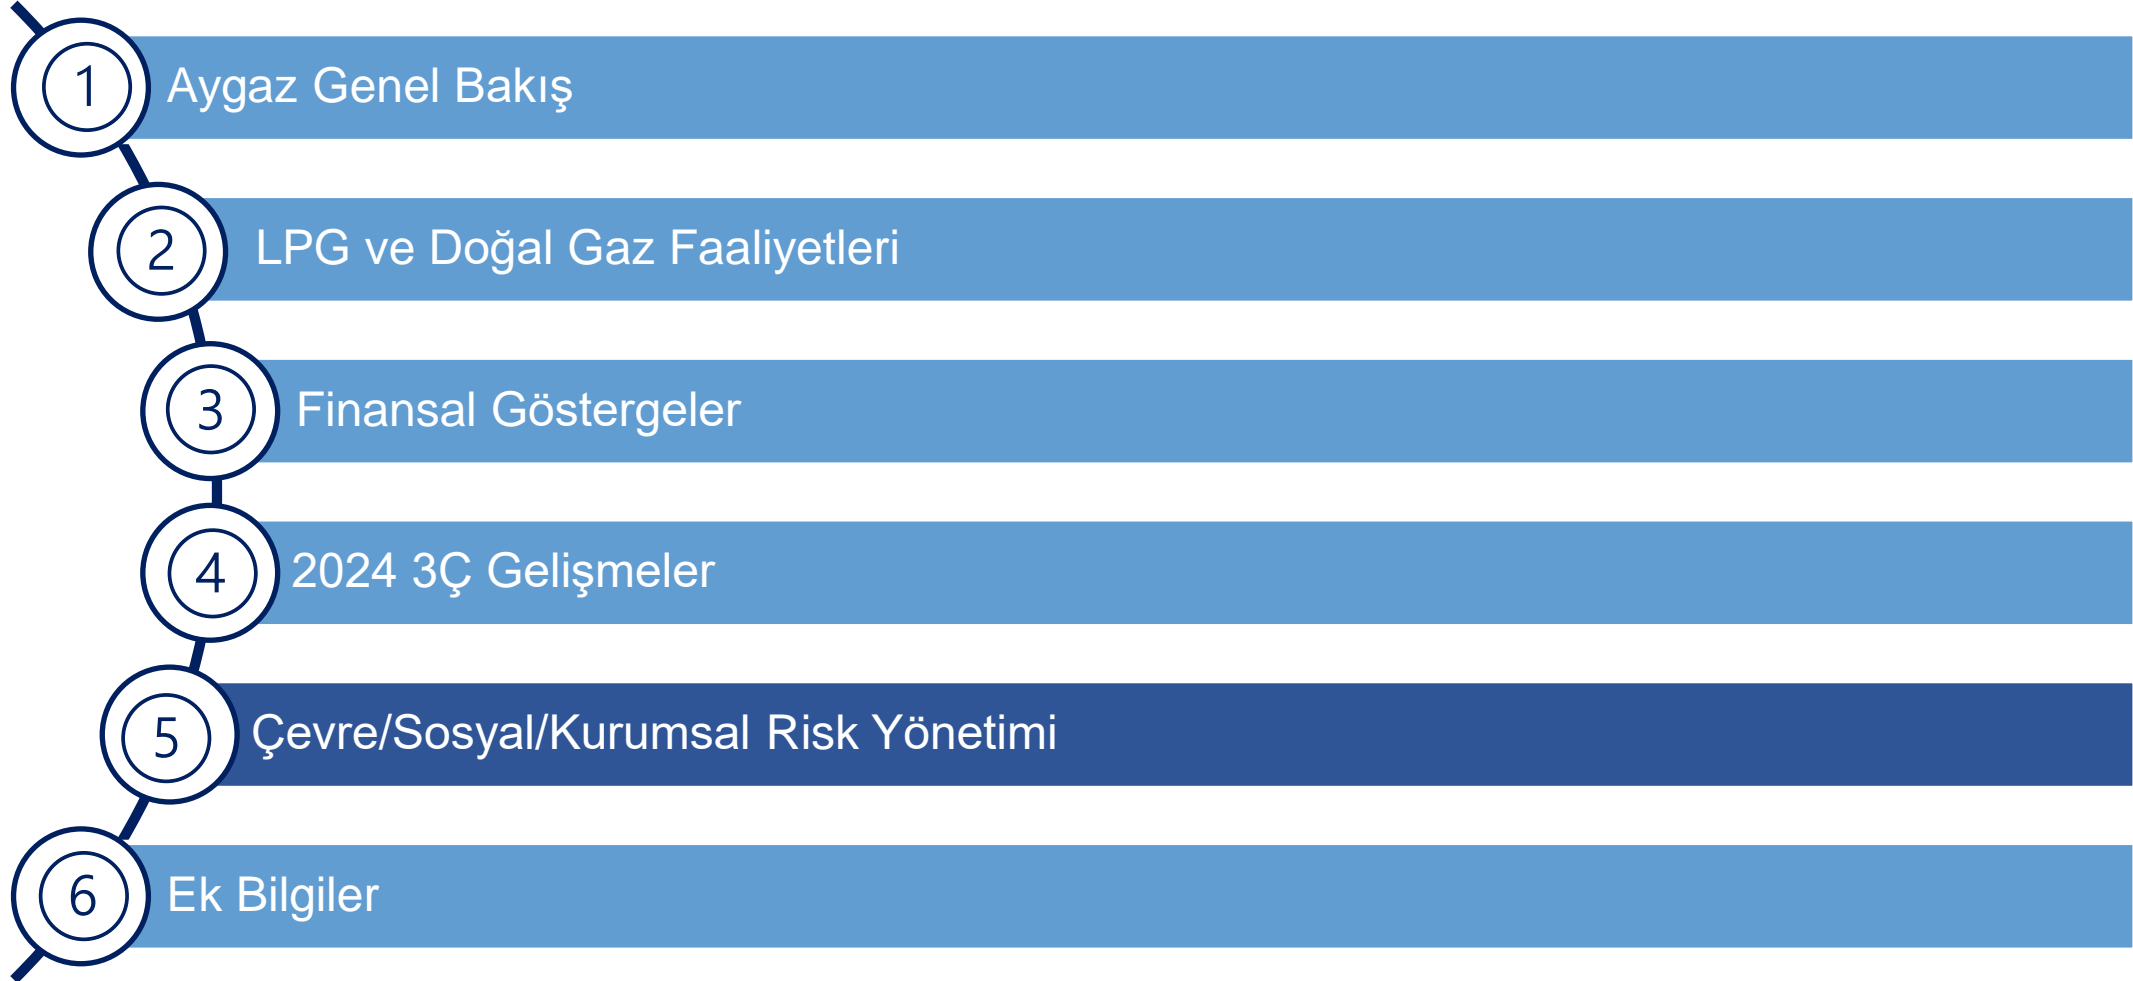 1 Aygaz Genel Bakış
2 LPG ve Doğal Gaz Faaliyetleri
3 Finansal Göstergeler
4 2024 3Ç Gelişmeler
5 Çevre/Sosyal/Kurumsal Risk Yönetimi
6 Ek Bilgiler